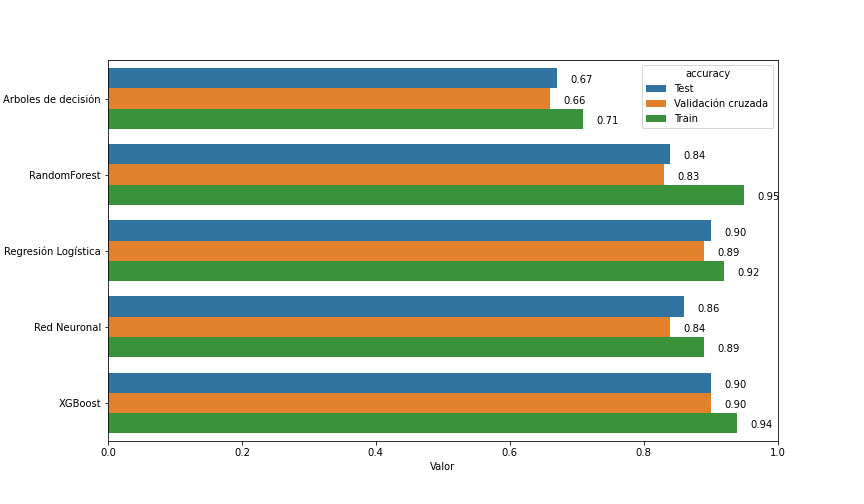 accuracy
Test
Validación cruzada
Train
Arboles de decisión
0.67
0.66
0.71
RandomForest
0.84
0.83
0.95
Regresión Logística
0.90
0.89
0.92
Red Neuronal
0.86
0.84
0.89
XGBoost
0.90
0.90
0.94
0.0 0.2 0.4 0.6 0.8 1.0
Valor